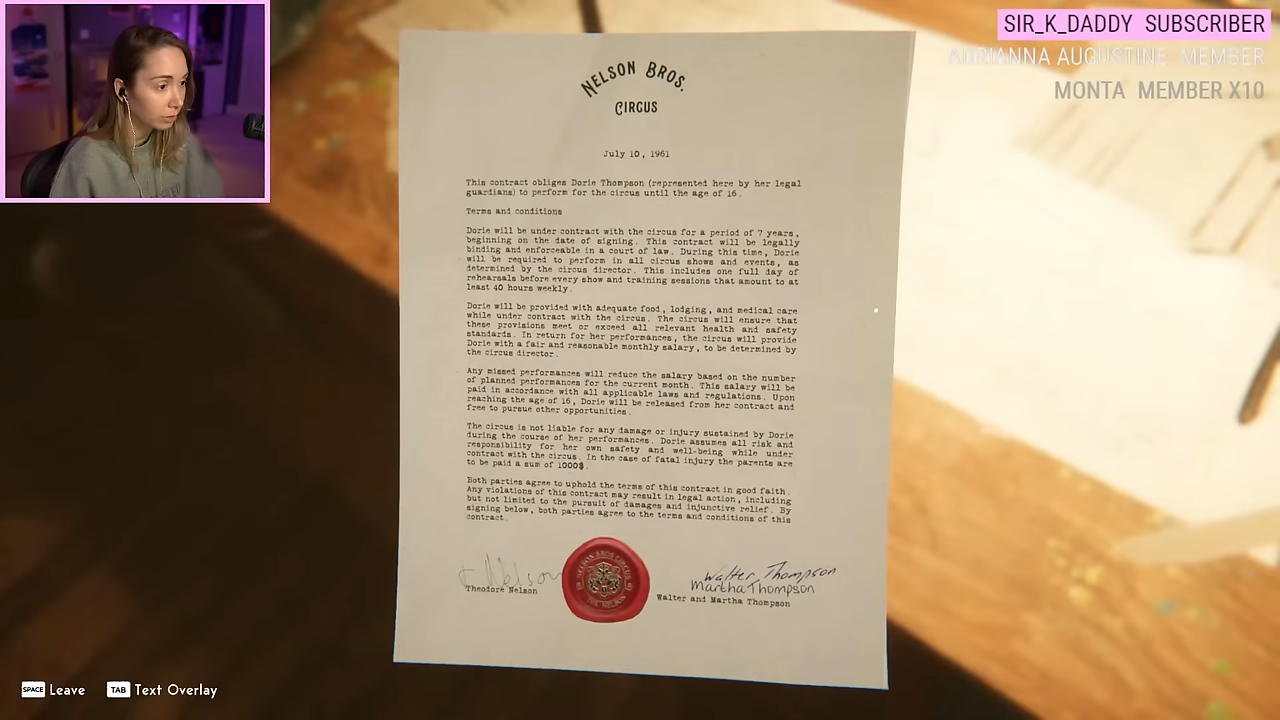 SIR_K_DADDY SUBSCRIBER
ADRIANNA AUGUSTINE MEMBER
MONTA MEMBER X10
NELSON BROS.
CIRCUS
July 10, 1961
This contract obliges Dorie Thompson (represented here by her legal
guardians) to perform for the circus until the age of 16.
Terms and conditions
Dorie will be under contract with the circus for a period of 7 years,
beginning on the date of signing. This contract will be legally
binding and enforceable in a court of law. During this time, Dorie
will be required to perform in all circus shows and events, as
determined by the circus director. This includes one full day of
rehearsals before every show and training sessions that amount to at
least 40 hours weekly.
Dorie will be provided with adequate food, lodging, and medical care
while under contract with the circus. The circus will ensure that
these provisions meet or exceed all relevant health and safety
standards. In return for her performances, the circus will provide
Dorie with a fair and reasonable monthly salary, to be determined by
the circus director.
Any missed performances will reduce the salary based on the number
of planned performances for the current month. This salary will be
paid in accordance with all applicable laws and regulations. Upon
reaching the age of 16, Dorie will be released from her contract and
free to pursue other opportunities.
The circus is not liable for any damage or injury sustained by Dorie
during the course of her performances. Dorie assumes all risk and
responsibility for her own safety and well-being while under
contract with the circus. In the case of fatal injury the parents are
to be paid a sum of 1000$.
Both parties agree to uphold the terms of this contract in good faith.
Any violations of this contract may result in legal action, including
but not limited to the pursuit of damages and injunctive relief. By
signing below, both parties agree to the terms and conditions of this
contract.
Nelson
Theodore Nelson
NELSON BROS CIRCUS
Walter Thompson
Martha Thompson
Walter and Martha Thompson
SPACE Leave TAB Text Overlay